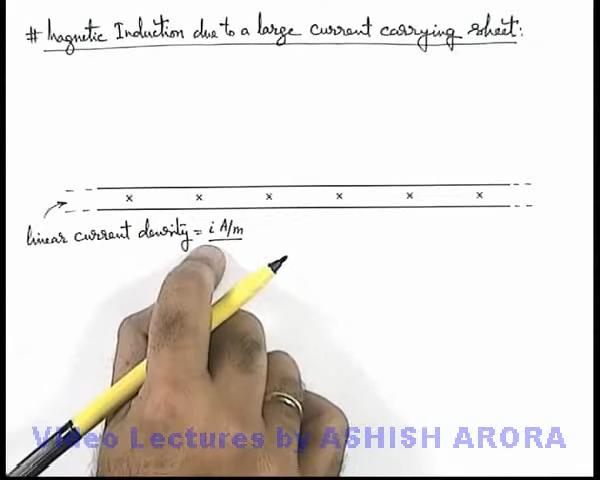 # Magnetic Induction due to a large current carrying sheet:
linear current density = i A/m
Video Lectures by ASHISH ARORA